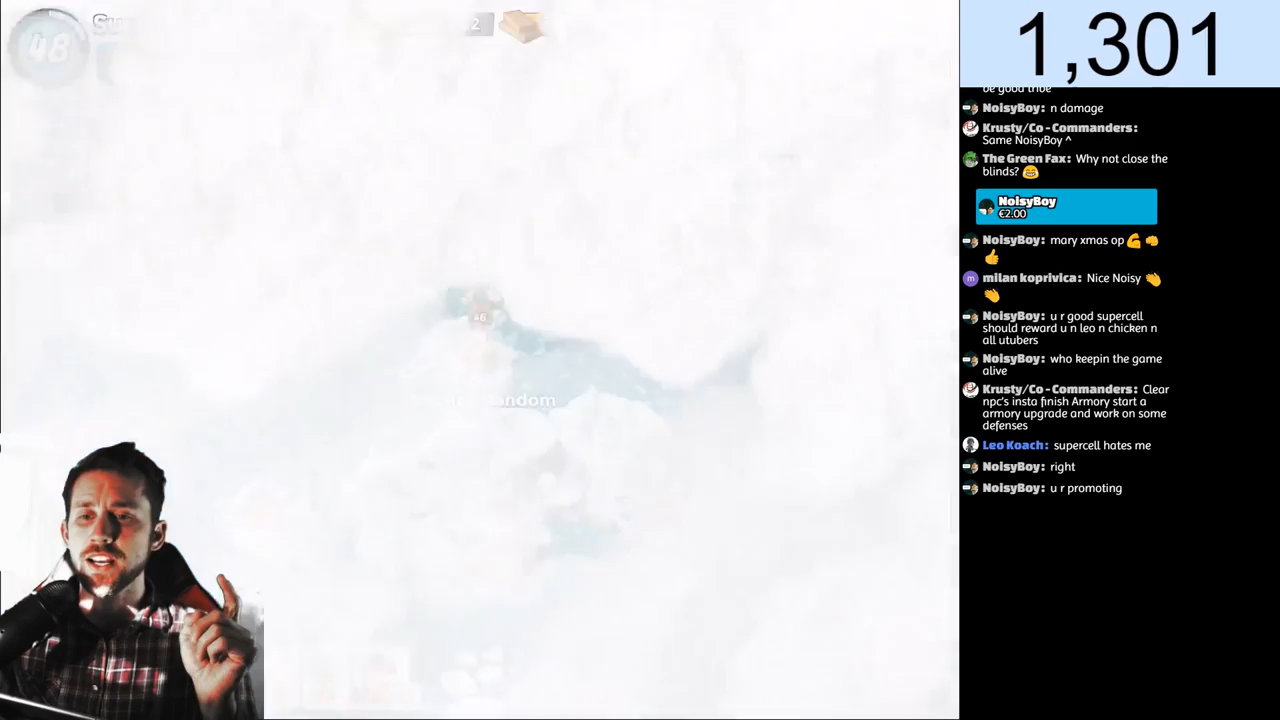 48
2
46
1,301
be good tribe
NoisyBoy: n damage
Krusty/Co-Commanders:
Same NoisyBoy ^
The Green Fax: Why not close the
blinds? 😁
NoisyBoy
€2.00
NoisyBoy: mary xmas op 💪 👊
👍
milan koprivica: Nice Noisy 👏
👏
NoisyBoy: u r good supercell
should reward u n leo n chicken n
all utubers
NoisyBoy: who keepin the game
alive
Krusty/Co-Commanders: Clear
npc's insta finish Armory start a
armory upgrade and work on some
defenses
Leo Koach: supercell hates me
NoisyBoy: right
NoisyBoy: u r promoting